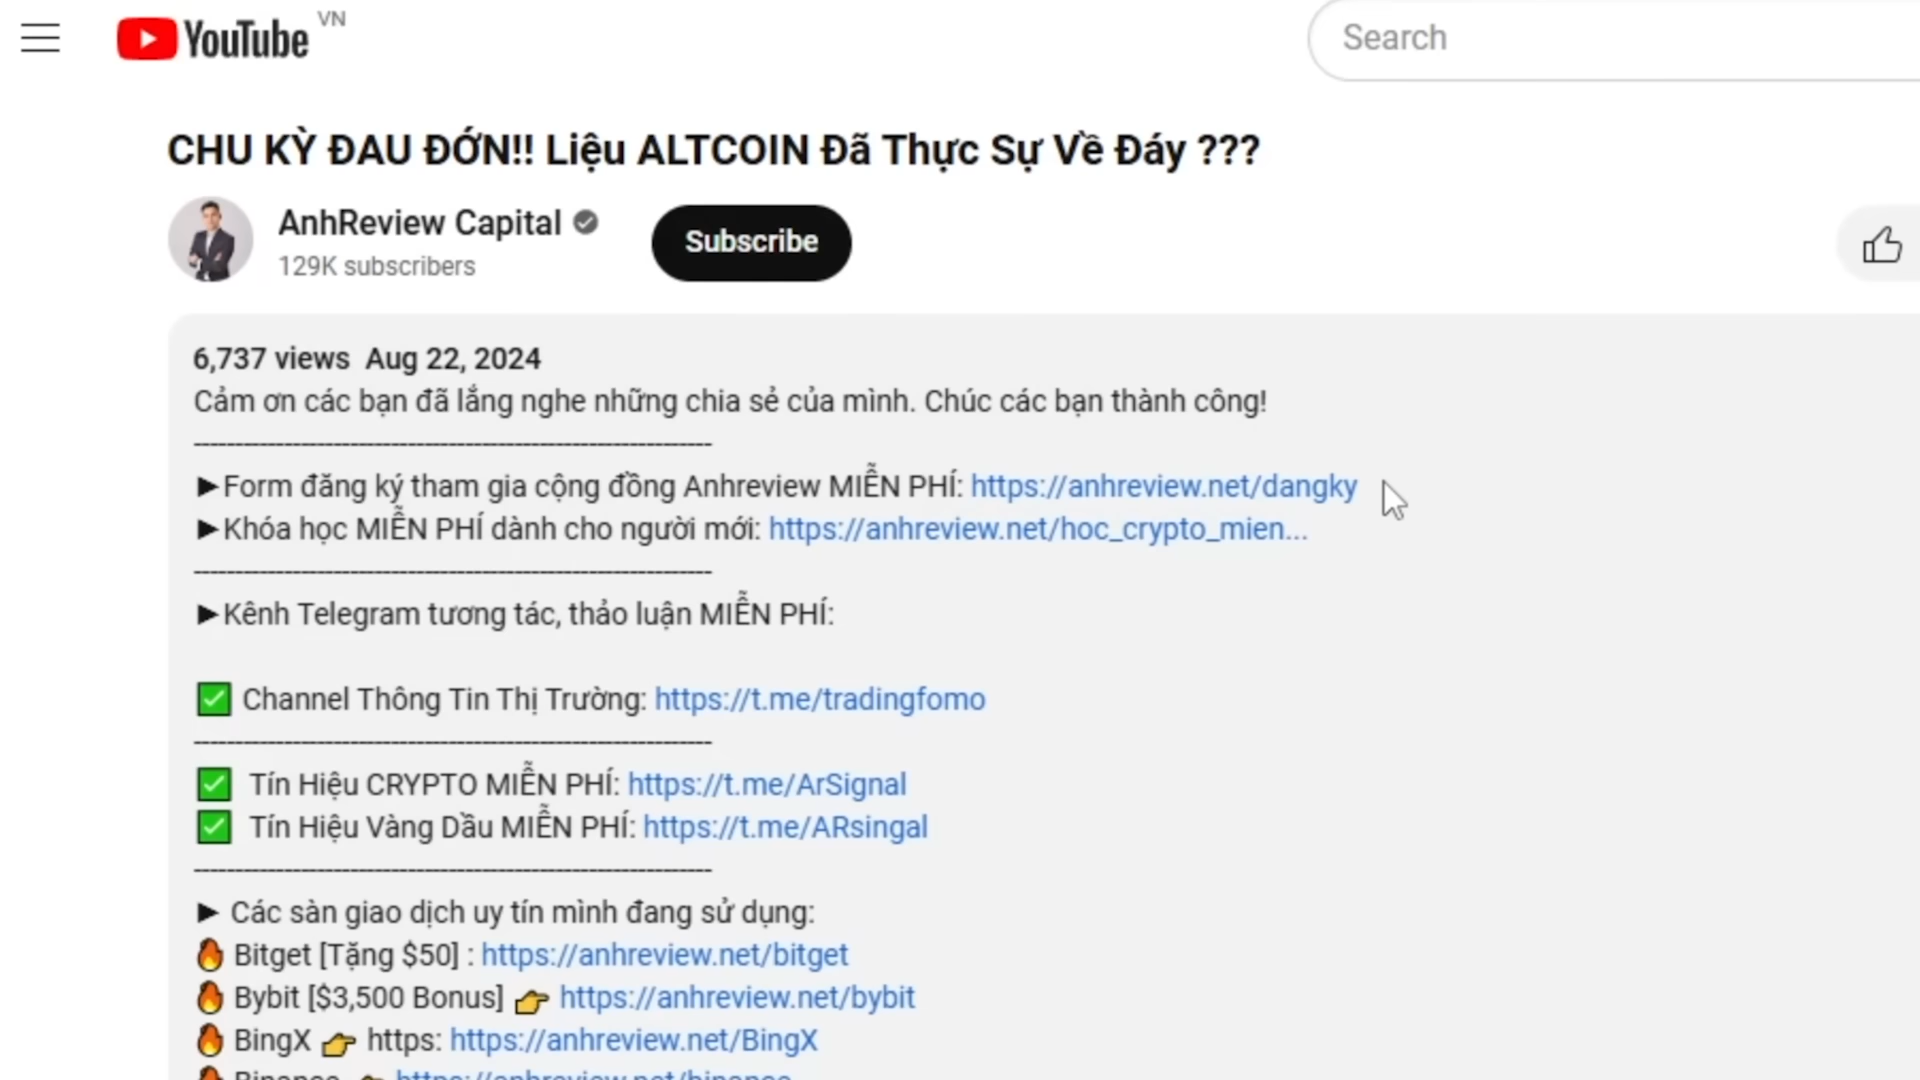 YouTube VN
Search
CHU KỲ ĐAU ĐỚN!! Liệu ALTCOIN Đã Thực Sự Về Đáy ???
AnhReview Capital
129K subscribers
Subscribe
6,737 views Aug 22, 2024
Cảm ơn các bạn đã lắng nghe những chia sẻ của mình. Chúc các bạn thành công!
----------------------------------------------------------------
►Form đăng ký tham gia cộng đồng Anhreview MIỄN PHÍ: https://anhreview.net/dangky
►Khóa học MIỄN PHÍ dành cho người mới: https://anhreview.net/hoc_crypto_mien...
----------------------------------------------------------------
►Kênh Telegram tương tác, thảo luận MIỄN PHÍ:
✅ Channel Thông Tin Thị Trường: https://t.me/tradingfomo
----------------------------------------------------------------
✅ Tín Hiệu CRYPTO MIỄN PHÍ: https://t.me/ArSignal
✅ Tín Hiệu Vàng Dầu MIỄN PHÍ: https://t.me/ARsingal
----------------------------------------------------------------
► Các sàn giao dịch uy tín mình đang sử dụng:
🔥 Bitget [Tặng $50] : https://anhreview.net/bitget
🔥 Bybit [$3,500 Bonus] 👉 https://anhreview.net/bybit
🔥 BingX 👉 https: https://anhreview.net/BingX
🔥 Binance 👉 https://anhreview.net/binance